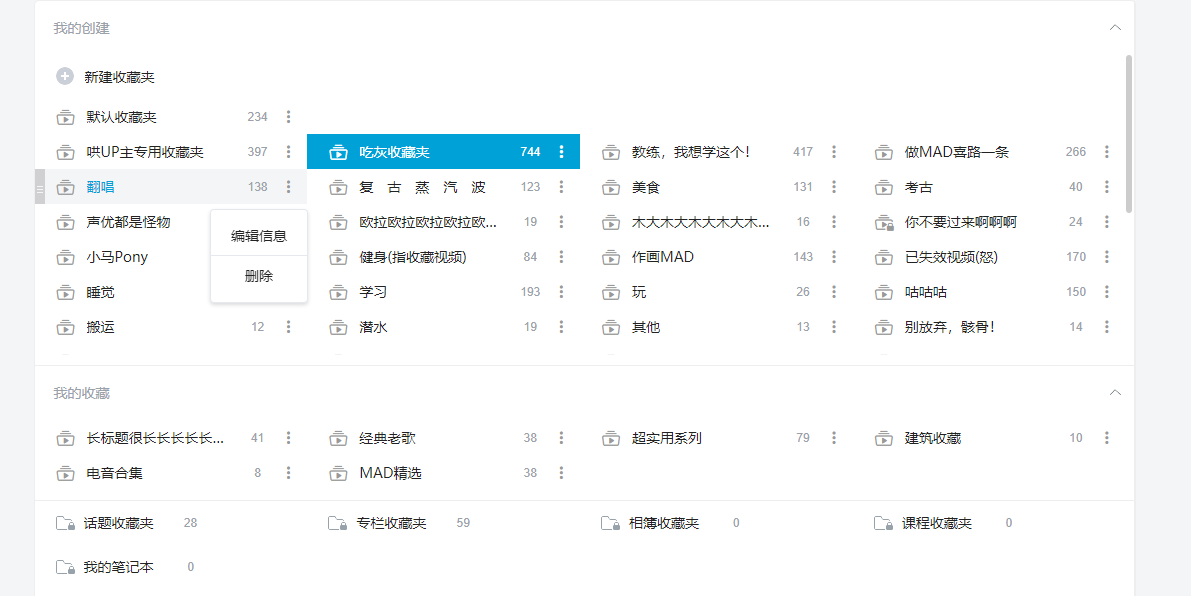 我的创建
新建收藏夹
默认收藏夹 234
哄UP主专用收藏夹 397 吃灰收藏夹 744 教练，我想学这个！ 417 做MAD喜路一条 266
翻唱 138 复 古 蒸 汽 波 123 美食 131 考古 40
声优都是怪物 欧拉欧拉欧拉欧拉欧... 19 木大木大木大木大木... 16 你不要过来啊啊啊 24
编辑信息
小马Pony 健身(指收藏视频) 84 作画MAD 143 已失效视频(怒) 170
删除
睡觉 学习 193 玩 26 咕咕咕 150
搬运 12 潜水 19 其他 13 别放弃，骸骨！ 14
我的收藏
长标题很长长长长长... 41 经典老歌 38 超实用系列 79 建筑收藏 10
电音合集 8 MAD精选 38
话题收藏夹 28 专栏收藏夹 59 相簿收藏夹 0 课程收藏夹 0
我的笔记本 0